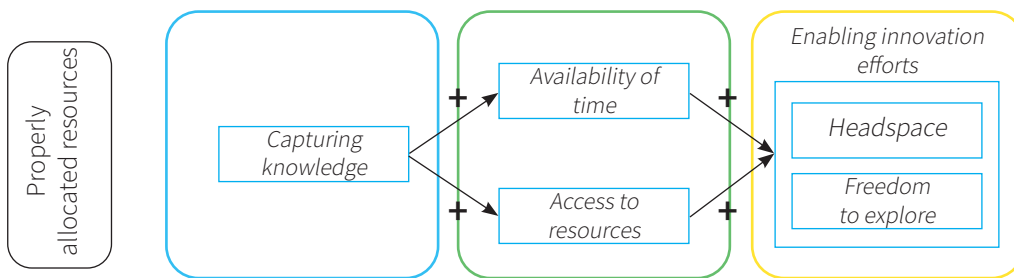 Properly
allocated resources
Capturing
knowledge
+
Availability of
time
+
+
Access to
resources
+
Enabling innovation
efforts
Headspace
Freedom
to explore